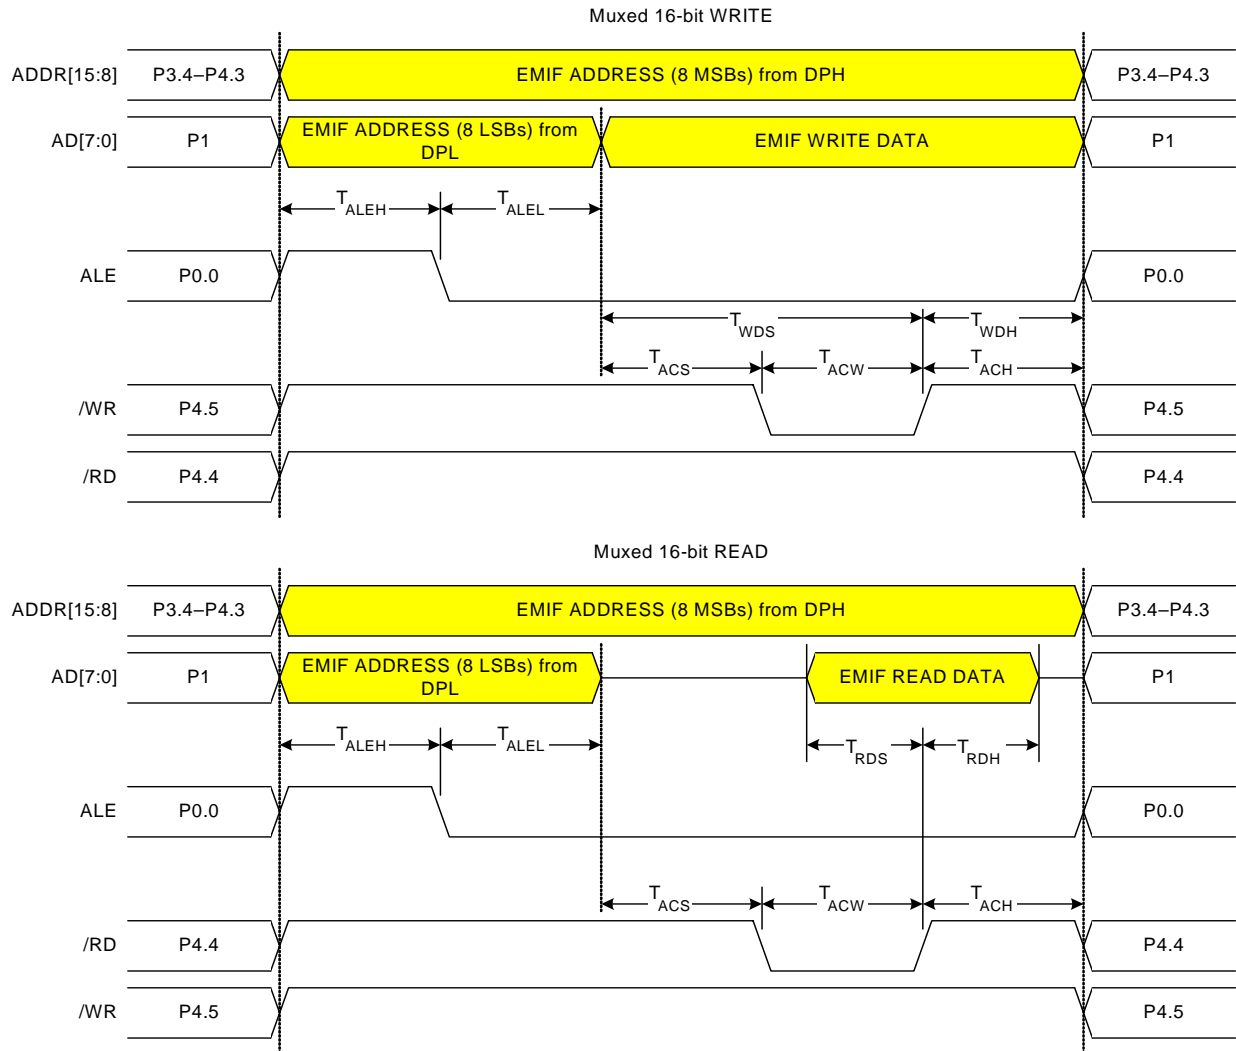 Muxed 16-bit WRITE
ADDR[15:8] P3.4–P4.3 EMIF ADDRESS (8 MSBs) from DPH P3.4–P4.3
AD[7:0] P1 EMIF ADDRESS (8 LSBs) from
DPL EMIF WRITE DATA P1
TALEH TALEL
ALE P0.0 P0.0
TWDS TWDH
TACS TACW TACH
/WR P4.5 P4.5
/RD P4.4 P4.4
Muxed 16-bit READ
ADDR[15:8] P3.4–P4.3 EMIF ADDRESS (8 MSBs) from DPH P3.4–P4.3
AD[7:0] P1 EMIF ADDRESS (8 LSBs) from
DPL EMIF READ DATA P1
TALEH TALEL TRDS TRDH
ALE P0.0 P0.0
TACS TACW TACH
/RD P4.4 P4.4
/WR P4.5 P4.5